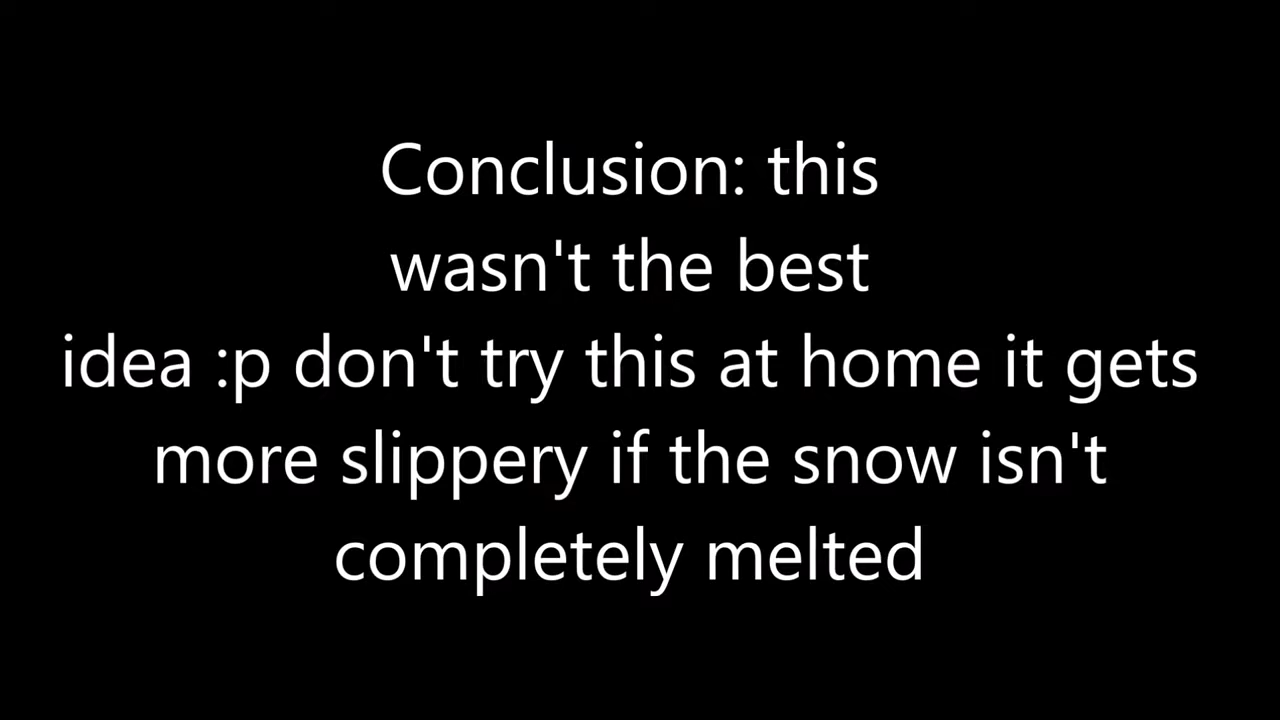 Conclusion: this
wasn't the best
idea :p don't try this at home it gets
more slippery if the snow isn't
completely melted